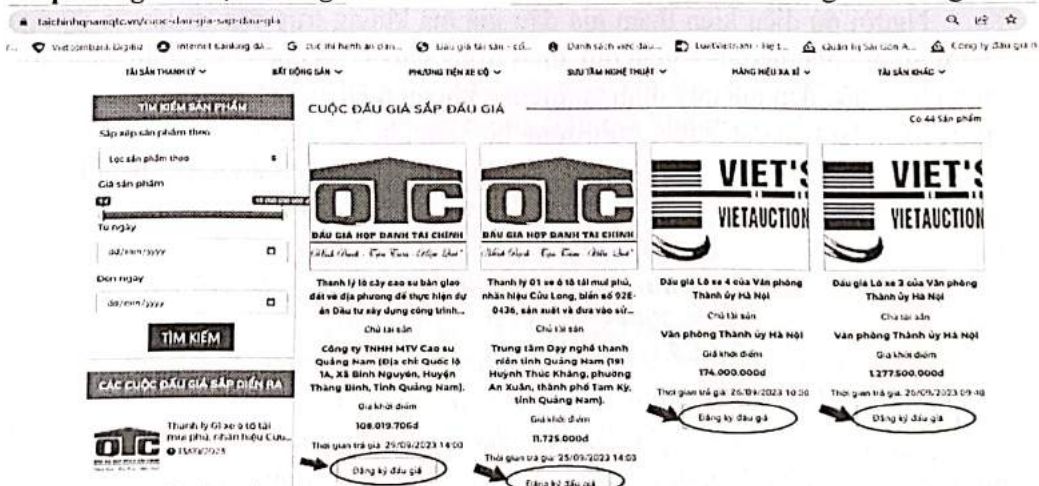 taichinhqnamqtc.vn/cuoc-dau-gia-sap-dau-gia
TÀI SẢN THANH LÝ
BẤT ĐỘNG SẢN
PHƯƠNG TIỆN XE CỘ
SƯU TẦM NGHỆ THUẬT
HÀNG HIỆU XA XỈ
TÀI SẢN KHÁC
TÌM KIẾM SẢN PHẨM
Sắp xếp sản phẩm theo
Lọc sản phẩm theo
Giá sản phẩm
Từ ngày
dd/mm/yyyy
Đến ngày
dd/mm/yyyy
TÌM KIẾM
CÁC CUỘC ĐẤU GIÁ SẮP DIỄN RA
Thanh lý 01 xe ô tô tải
mui phủ, nhãn hiệu Cửu...
CUỘC ĐẤU GIÁ SẮP ĐẤU GIÁ
Có 44 Sản phẩm
QTC
ĐẤU GIÁ HỢP DANH TÀI CHÍNH
Thanh lý lô cây cao su bàn giao
đất về địa phương để thực hiện dự
án Đầu tư xây dựng công trình...
Chủ tài sản
Công ty TNHH MTV Cao su
Quảng Nam (Địa chỉ: Quốc lộ
1A, Xã Bình Nguyên, Huyện
Thăng Bình, Tỉnh Quảng Nam).
Giá khởi điểm
108.019.706đ
Thời gian trả giá: 29/09/2023 14:00
Đăng ký đấu giá
QTC
ĐẤU GIÁ HỢP DANH TÀI CHÍNH
Thanh lý 01 xe ô tô tải mui phủ,
nhãn hiệu Cửu Long, biển số 92E-
0436, sản xuất và đưa vào sử...
Chủ tài sản
Trung tâm Dạy nghề thanh
niên tỉnh Quảng Nam (191
Huỳnh Thúc Kháng, phường
An Xuân, thành phố Tam Kỳ,
tỉnh Quảng Nam).
Giá khởi điểm
11.725.000đ
Thời gian trả giá: 25/09/2023 14:03
Đăng ký đấu giá
VIET'S
VIETAUCTION
Đấu giá Lô xe 4 của Văn phòng
Thành ủy Hà Nội
Chủ tài sản
Văn phòng Thành ủy Hà Nội
Giá khởi điểm
174.000.000đ
Thời gian trả giá: 26/09/2023 10:30
Đăng ký đấu giá
VIET'S
VIETAUCTION
Đấu giá Lô xe 3 của Văn phòng
Thành ủy Hà Nội
Chủ tài sản
Văn phòng Thành ủy Hà Nội
Giá khởi điểm
1.277.500.000đ
Thời gian trả giá: 26/09/2023 09:40
Đăng ký đấu giá